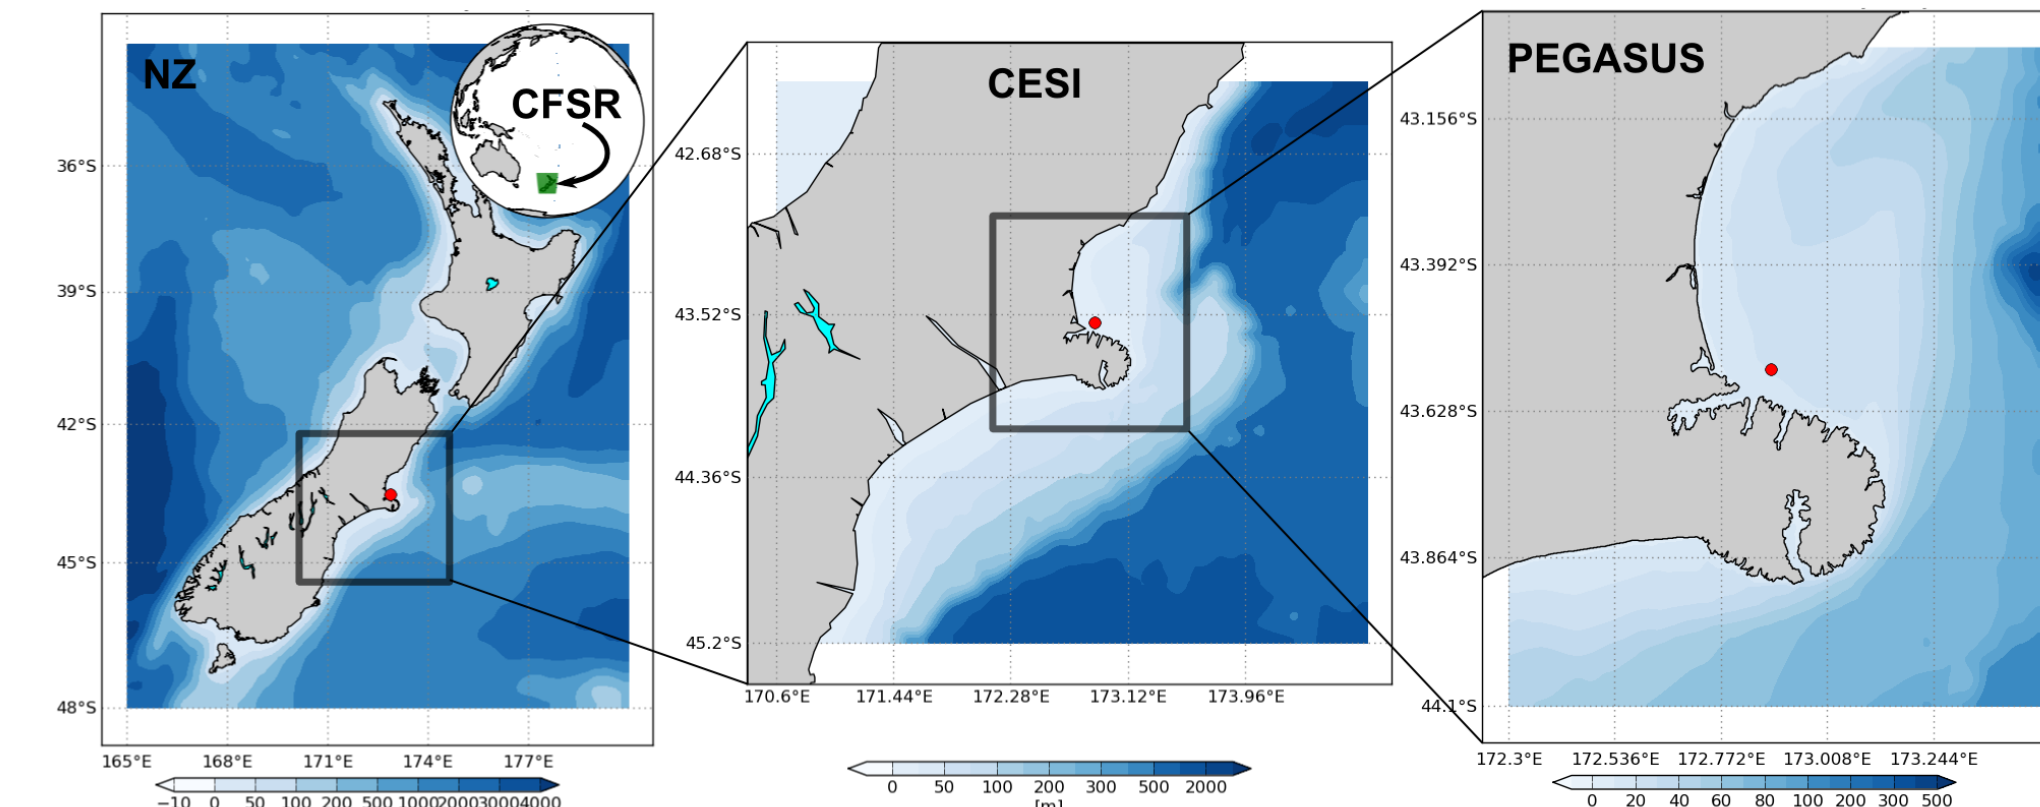 NZ
CFSR
36°S
39°S
42°S
45°S
48°S
165°E 168°E 171°E 174°E 177°E
−10 0 50 100 200 500 1000 2000 3000 4000
CESI
42.68°S
43.52°S
44.36°S
45.2°S
170.6°E 171.44°E 172.28°E 173.12°E 173.96°E
0 50 100 200 300 500 2000
[m]
PEGASUS
43.156°S
43.392°S
43.628°S
43.864°S
44.1°S
172.3°E 172.536°E 172.772°E 173.008°E 173.244°E
0 20 40 60 80 100 200 300 500